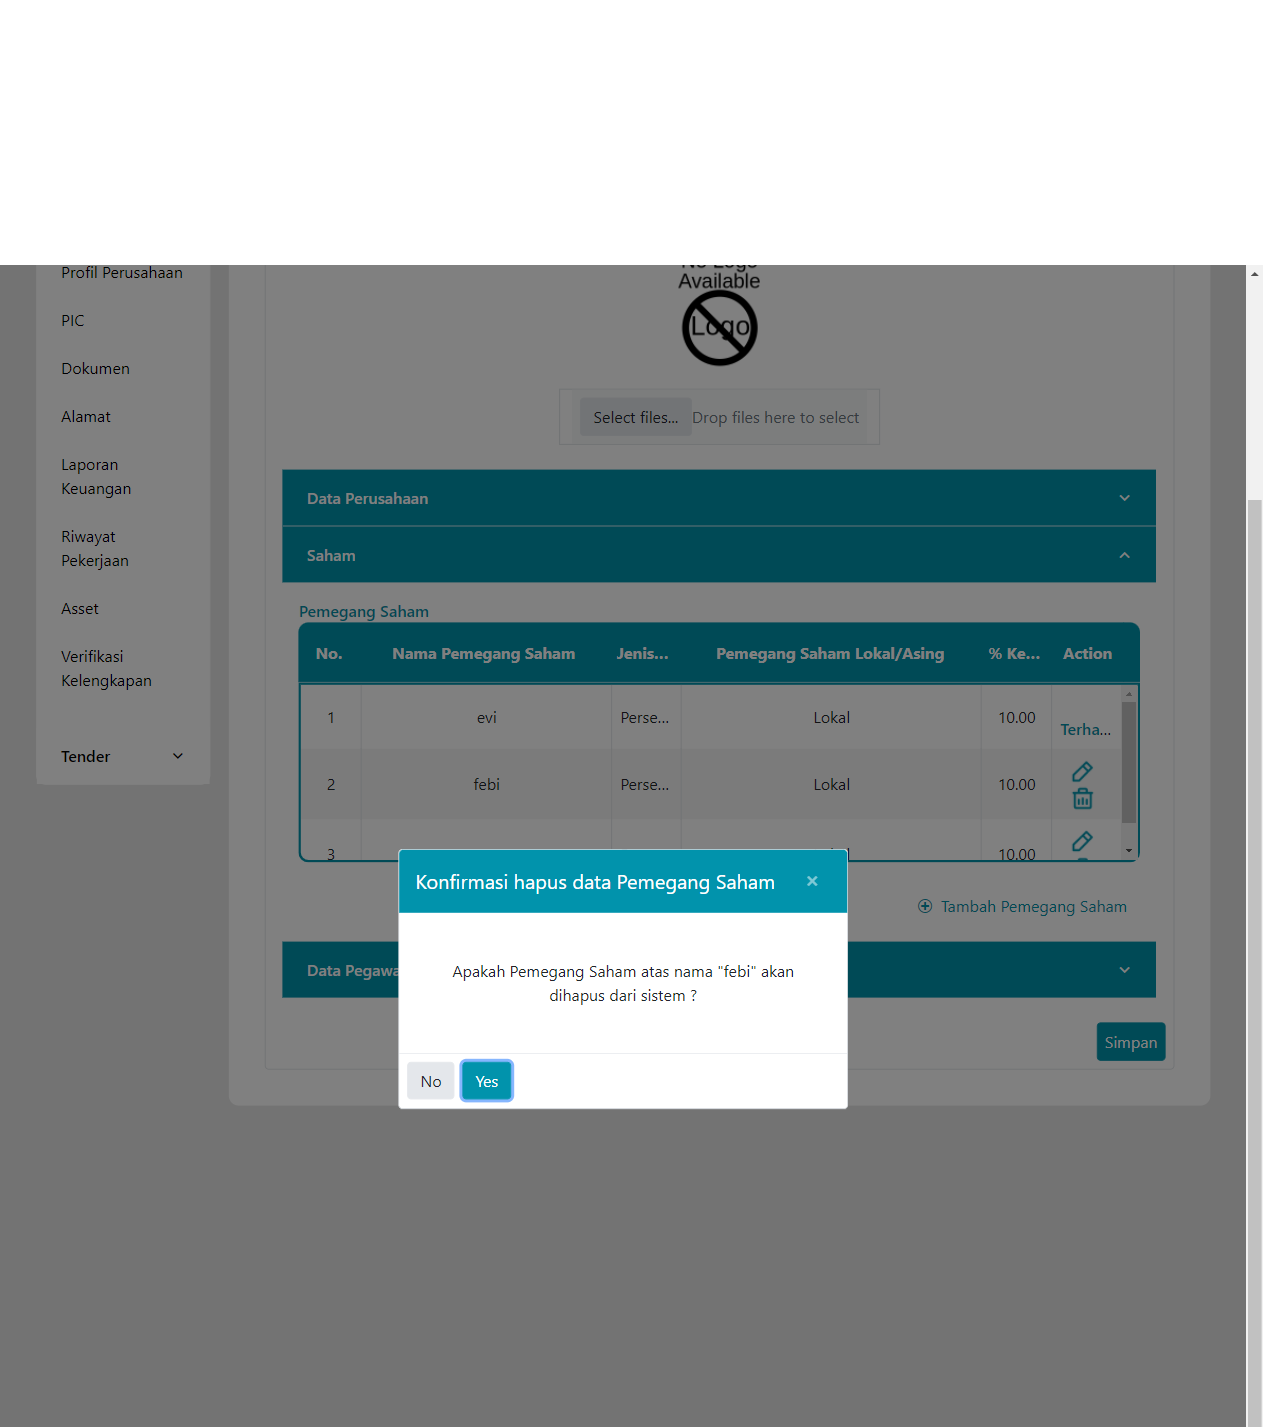 Profil Perusahaan
PIC
Dokumen
Alamat
Laporan
Keuangan
Riwayat
Pekerjaan
Asset
Verifikasi
Kelengkapan
Tender
No Logo
Available
Logo
Select files...
Drop files here to select
Data Perusahaan
Saham
Pemegang Saham
No. Nama Pemegang Saham Jenis... Pemegang Saham Lokal/Asing % Ke... Action
1 evi Perse... Lokal 10.00 Terha...
2 febi Perse... Lokal 10.00
3 10.00
Konfirmasi hapus data Pemegang Saham ×
Tambah Pemegang Saham
Apakah Pemegang Saham atas nama "febi" akan
dihapus dari sistem ?
Simpan
No Yes